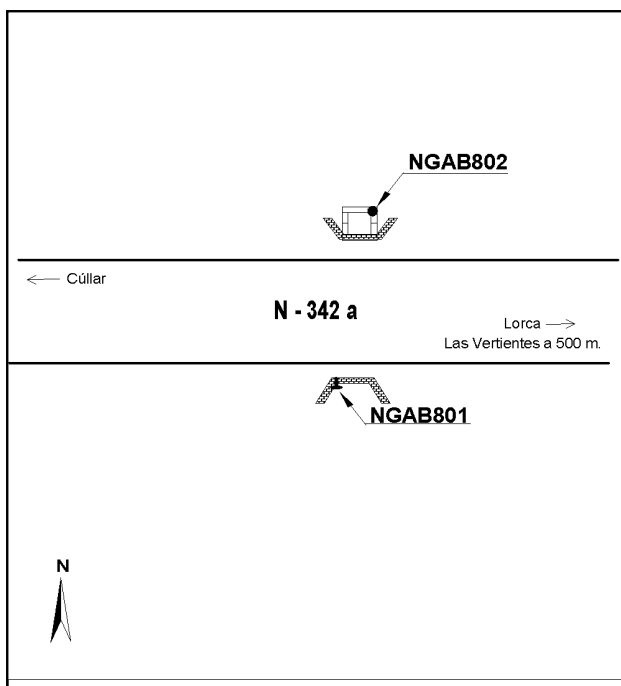 NGAB802
Cúllar
N - 342 a
Lorca
Las Vertientes a 500 m.
NGAB801
N